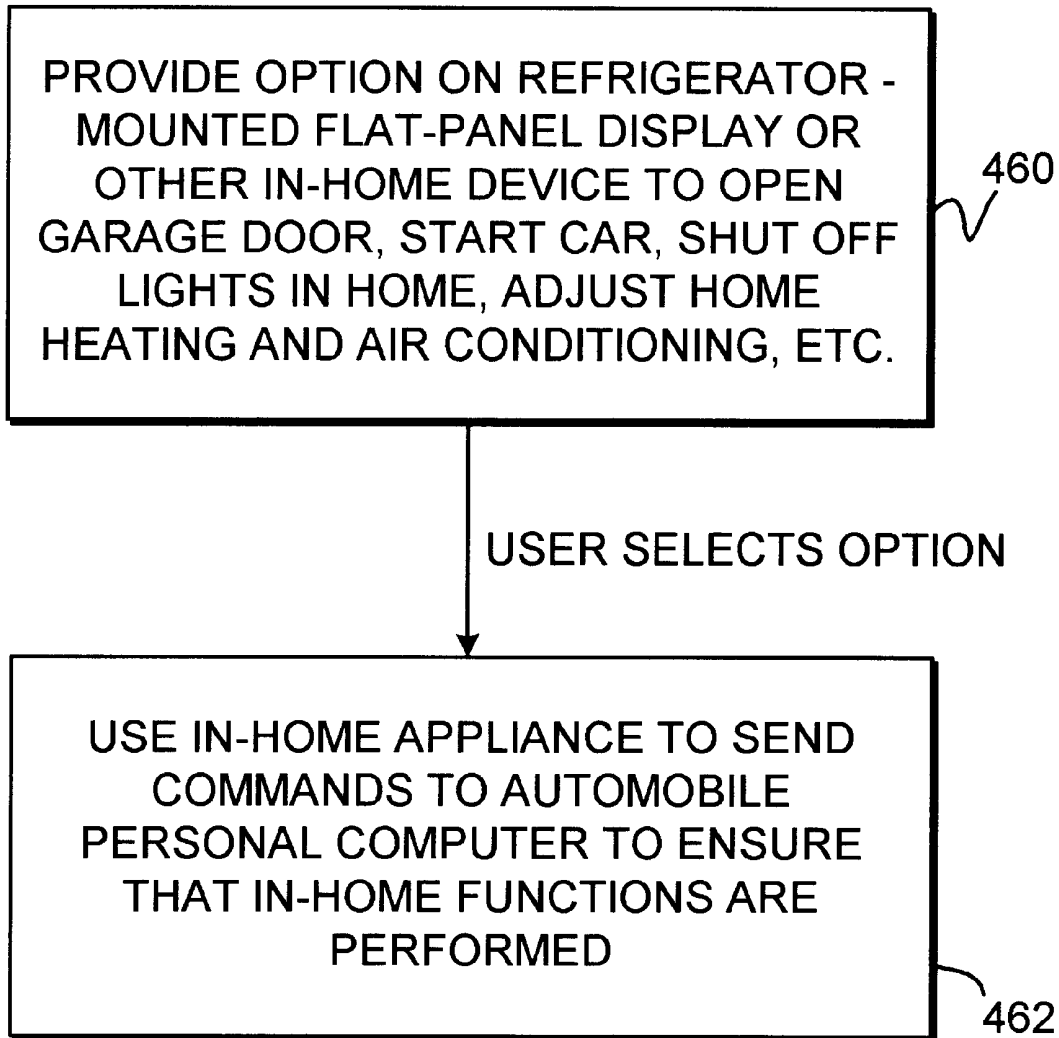 PROVIDE OPTION ON REFRIGERATOR -
MOUNTED FLAT-PANEL DISPLAY OR
OTHER IN-HOME DEVICE TO OPEN
GARAGE DOOR, START CAR, SHUT OFF
LIGHTS IN HOME, ADJUST HOME
HEATING AND AIR CONDITIONING, ETC.
460
USER SELECTS OPTION
USE IN-HOME APPLIANCE TO SEND
COMMANDS TO AUTOMOBILE
PERSONAL COMPUTER TO ENSURE
THAT IN-HOME FUNCTIONS ARE
PERFORMED
462